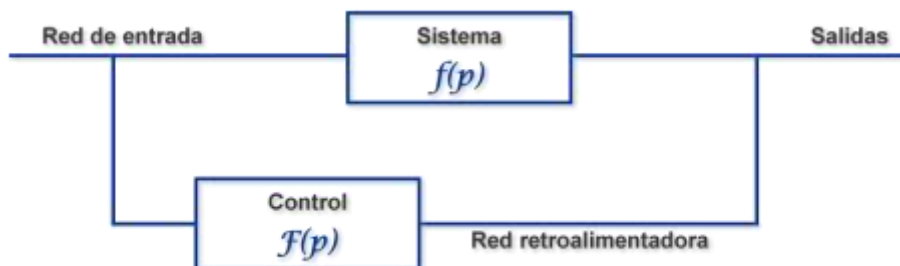 Red de entrada
Sistema
Salidas
f(p)
Control
F(p)
Red retroalimentadora